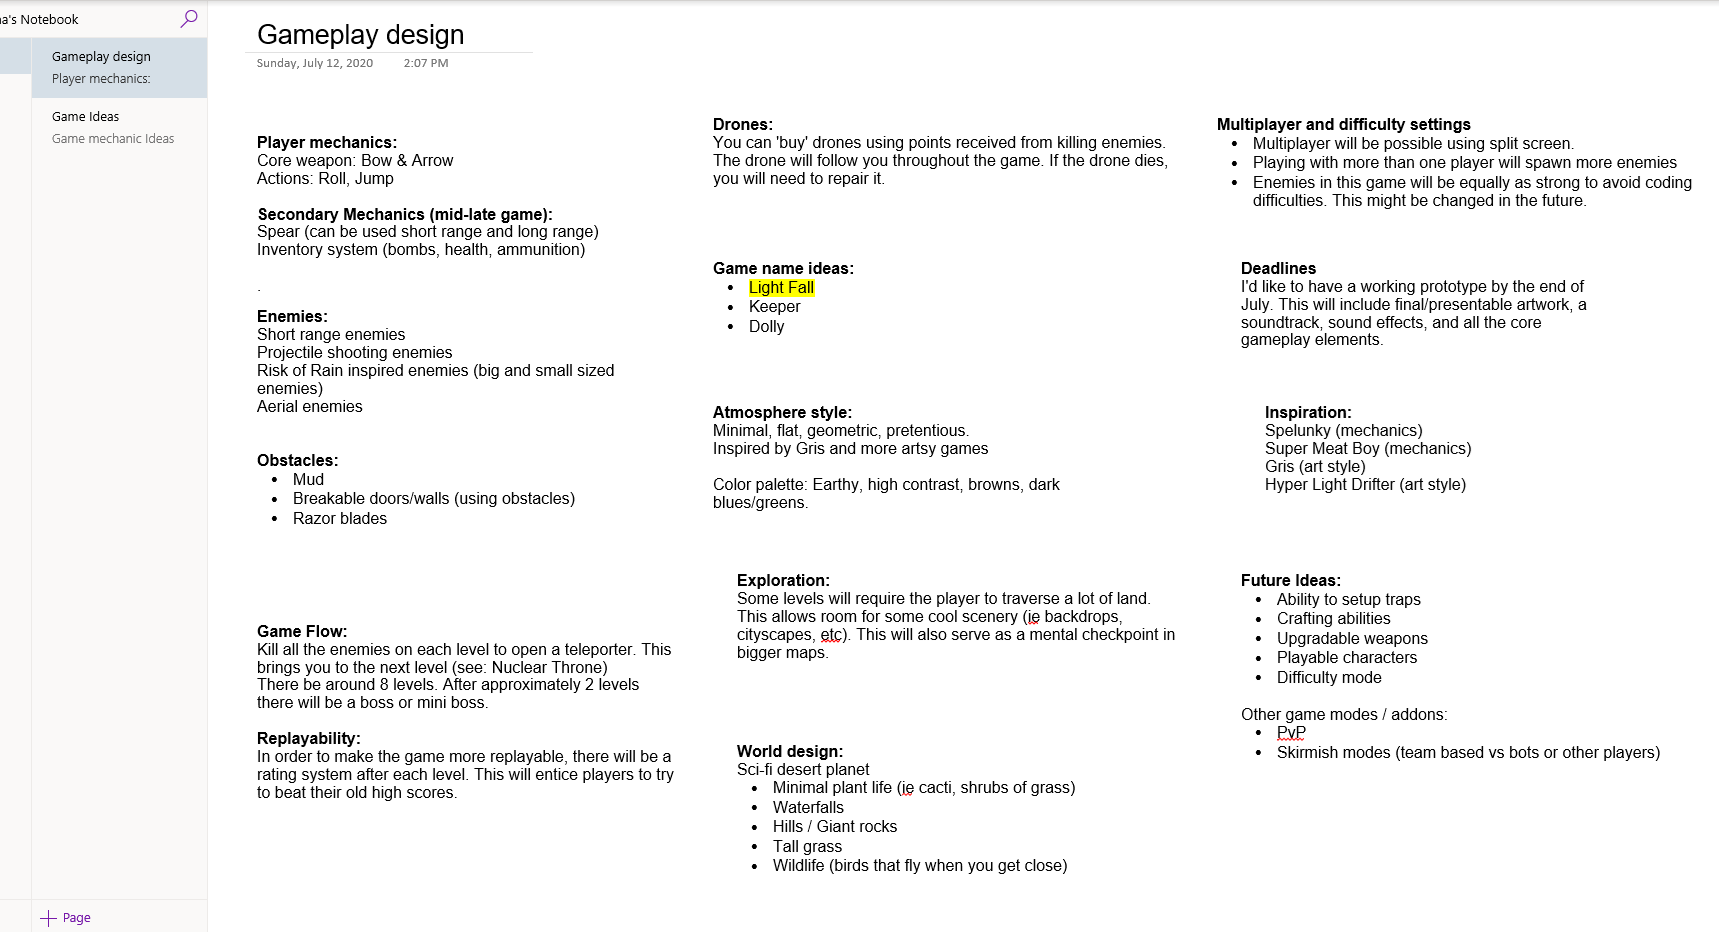 a's Notebook
Gameplay design
Player mechanics:
Game Ideas
Game mechanic Ideas
Page
Gameplay design
Sunday, July 12, 2020 2:07 PM
Player mechanics:
Core weapon: Bow & Arrow
Actions: Roll, Jump
Secondary Mechanics (mid-late game):
Spear (can be used short range and long range)
Inventory system (bombs, health, ammunition)
.
Enemies:
Short range enemies
Projectile shooting enemies
Risk of Rain inspired enemies (big and small sized
enemies)
Aerial enemies
Obstacles:
• Mud
• Breakable doors/walls (using obstacles)
• Razor blades
Game Flow:
Kill all the enemies on each level to open a teleporter. This
brings you to the next level (see: Nuclear Throne)
There be around 8 levels. After approximately 2 levels
there will be a boss or mini boss.
Replayability:
In order to make the game more replayable, there will be a
rating system after each level. This will entice players to try
to beat their old high scores.
Drones:
You can 'buy' drones using points received from killing enemies.
The drone will follow you throughout the game. If the drone dies,
you will need to repair it.
Game name ideas:
• Light Fall
• Keeper
• Dolly
Atmosphere style:
Minimal, flat, geometric, pretentious.
Inspired by Gris and more artsy games
Color palette: Earthy, high contrast, browns, dark
blues/greens.
Exploration:
Some levels will require the player to traverse a lot of land.
This allows room for some cool scenery (ie backdrops,
cityscapes, etc). This will also serve as a mental checkpoint in
bigger maps.
World design:
Sci-fi desert planet
• Minimal plant life (ie cacti, shrubs of grass)
• Waterfalls
• Hills / Giant rocks
• Tall grass
• Wildlife (birds that fly when you get close)
Multiplayer and difficulty settings
• Multiplayer will be possible using split screen.
• Playing with more than one player will spawn more enemies
• Enemies in this game will be equally as strong to avoid coding
difficulties. This might be changed in the future.
Deadlines
I'd like to have a working prototype by the end of
July. This will include final/presentable artwork, a
soundtrack, sound effects, and all the core
gameplay elements.
Inspiration:
Spelunky (mechanics)
Super Meat Boy (mechanics)
Gris (art style)
Hyper Light Drifter (art style)
Future Ideas:
• Ability to setup traps
• Crafting abilities
• Upgradable weapons
• Playable characters
• Difficulty mode
Other game modes / addons:
• PvP
• Skirmish modes (team based vs bots or other players)